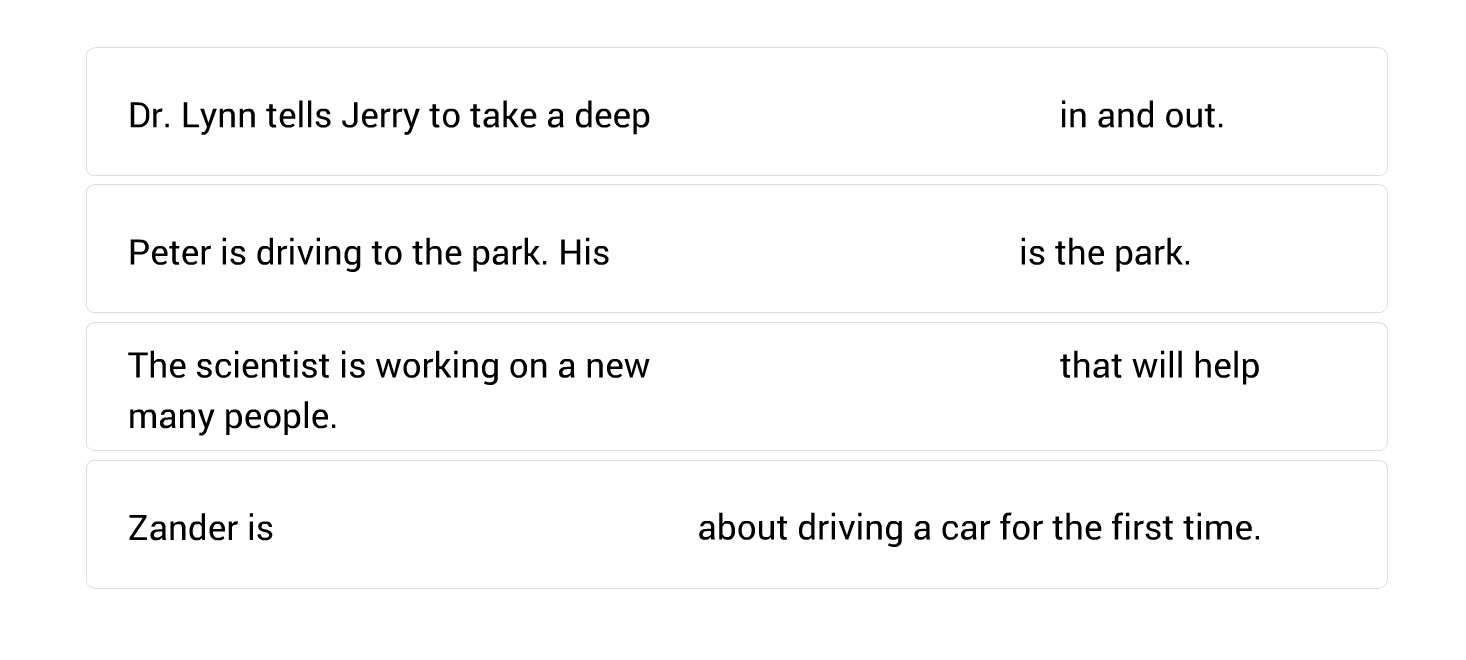 Dr. Lynn tells Jerry to take a deep in and out.
Peter is driving to the park. His is the park.
The scientist is working on a new that will help
many people.
Zander is about driving a car for the first time.